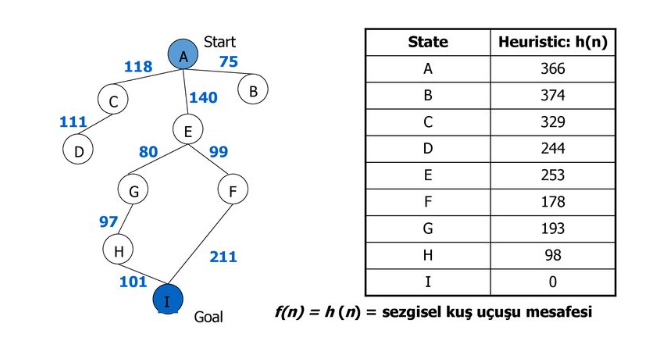 Start
A
118
75
C
140
B
111
E
D
80
99
G
F
97
H
211
101
I
Goal
State Heuristic: h(n)
A 366
B 374
C 329
D 244
E 253
F 178
G 193
H 98
I 0
f(n) = h (n) = sezgisel kuş uçuşu mesafesi